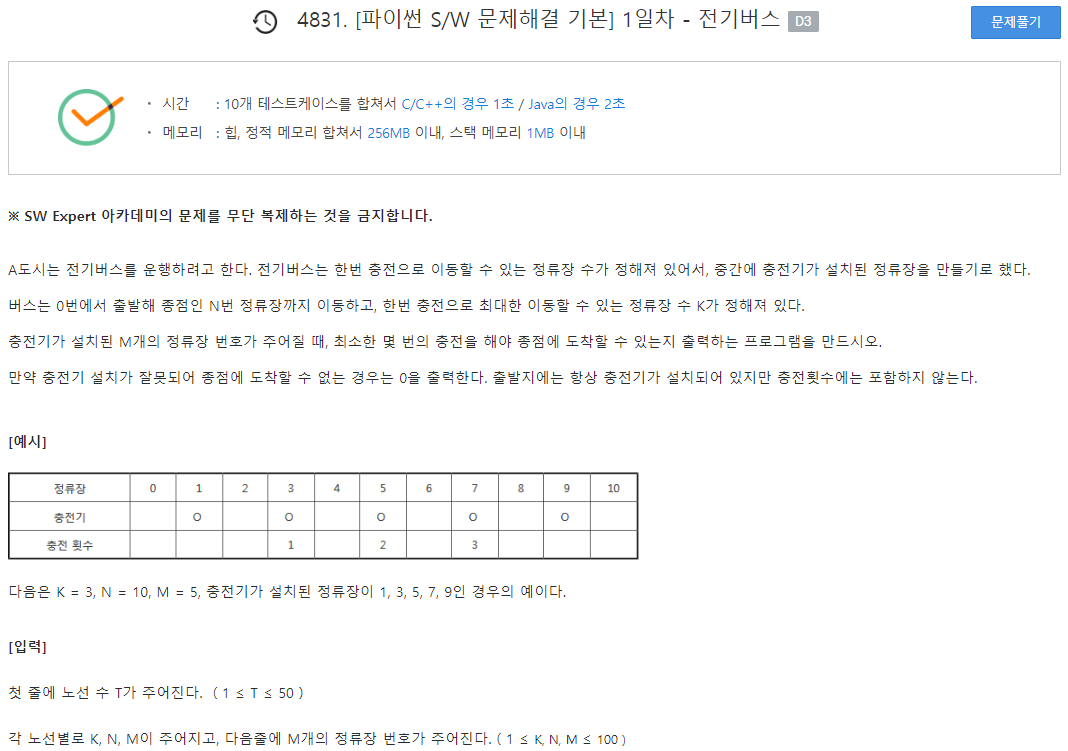 4831. [파이썬 S/W 문제해결 기본] 1일차 - 전기버스 D3
문제풀기
· 시간 : 10개 테스트케이스를 합쳐서 C/C++의 경우 1초 / Java의 경우 2초
· 메모리 : 힙, 정적 메모리 합쳐서 256MB 이내, 스택 메모리 1MB 이내
※ SW Expert 아카데미의 문제를 무단 복제하는 것을 금지합니다.
A도시는 전기버스를 운행하려고 한다. 전기버스는 한번 충전으로 이동할 수 있는 정류장 수가 정해져 있어서, 중간에 충전기가 설치된 정류장을 만들기로 했다.
버스는 0번에서 출발해 종점인 N번 정류장까지 이동하고, 한번 충전으로 최대한 이동할 수 있는 정류장 수 K가 정해져 있다.
충전기가 설치된 M개의 정류장 번호가 주어질 때, 최소한 몇 번의 충전을 해야 종점에 도착할 수 있는지 출력하는 프로그램을 만드시오.
만약 충전기 설치가 잘못되어 종점에 도착할 수 없는 경우는 0을 출력한다. 출발지에는 항상 충전기가 설치되어 있지만 충전횟수에는 포함하지 않는다.
[예시]
정류장 0 1 2 3 4 5 6 7 8 9 10
충전기 O O O O O
충전 횟수 1 2 3
다음은 K = 3, N = 10, M = 5, 충전기가 설치된 정류장이 1, 3, 5, 7, 9인 경우의 예이다.
[입력]
첫 줄에 노선 수 T가 주어진다. ( 1 ≤ T ≤ 50 )
각 노선별로 K, N, M이 주어지고, 다음줄에 M개의 정류장 번호가 주어진다. ( 1 ≤ K, N, M ≤ 100 )